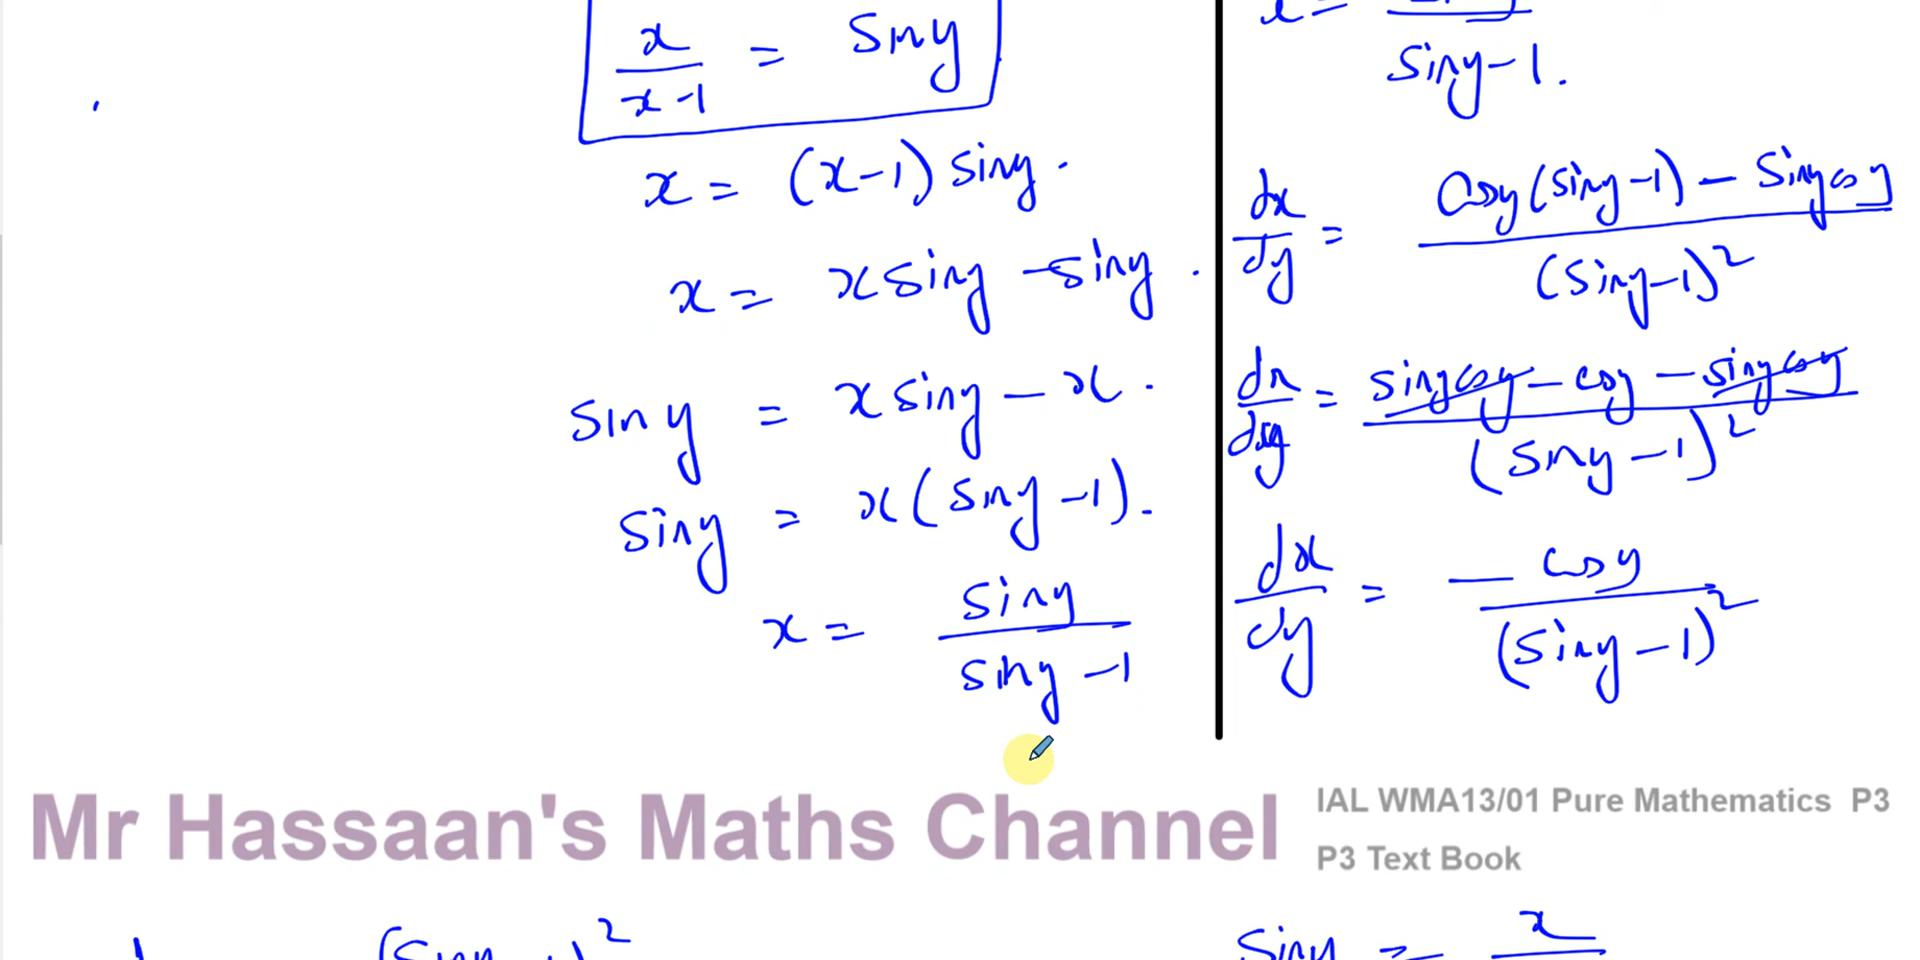 x/(x-1) = sin y
x = (x-1) sin y.
x = x sin y - sin y.
sin y = x sin y - x.
sin y = x(sin y - 1).
x = sin y/(sin y - 1)
x =
sin y - 1.
dx/dy = (cos y (sin y - 1) - sin y cos y)/(sin y - 1)²
dx/dy = (sin y cos y - cos y - sin y cos y)/(sin y - 1)²
dx/dy = - cos y/(sin y - 1)²
Mr Hassaan's Maths Channel
IAL WMA13/01 Pure Mathematics P3
P3 Text Book
sin y = x